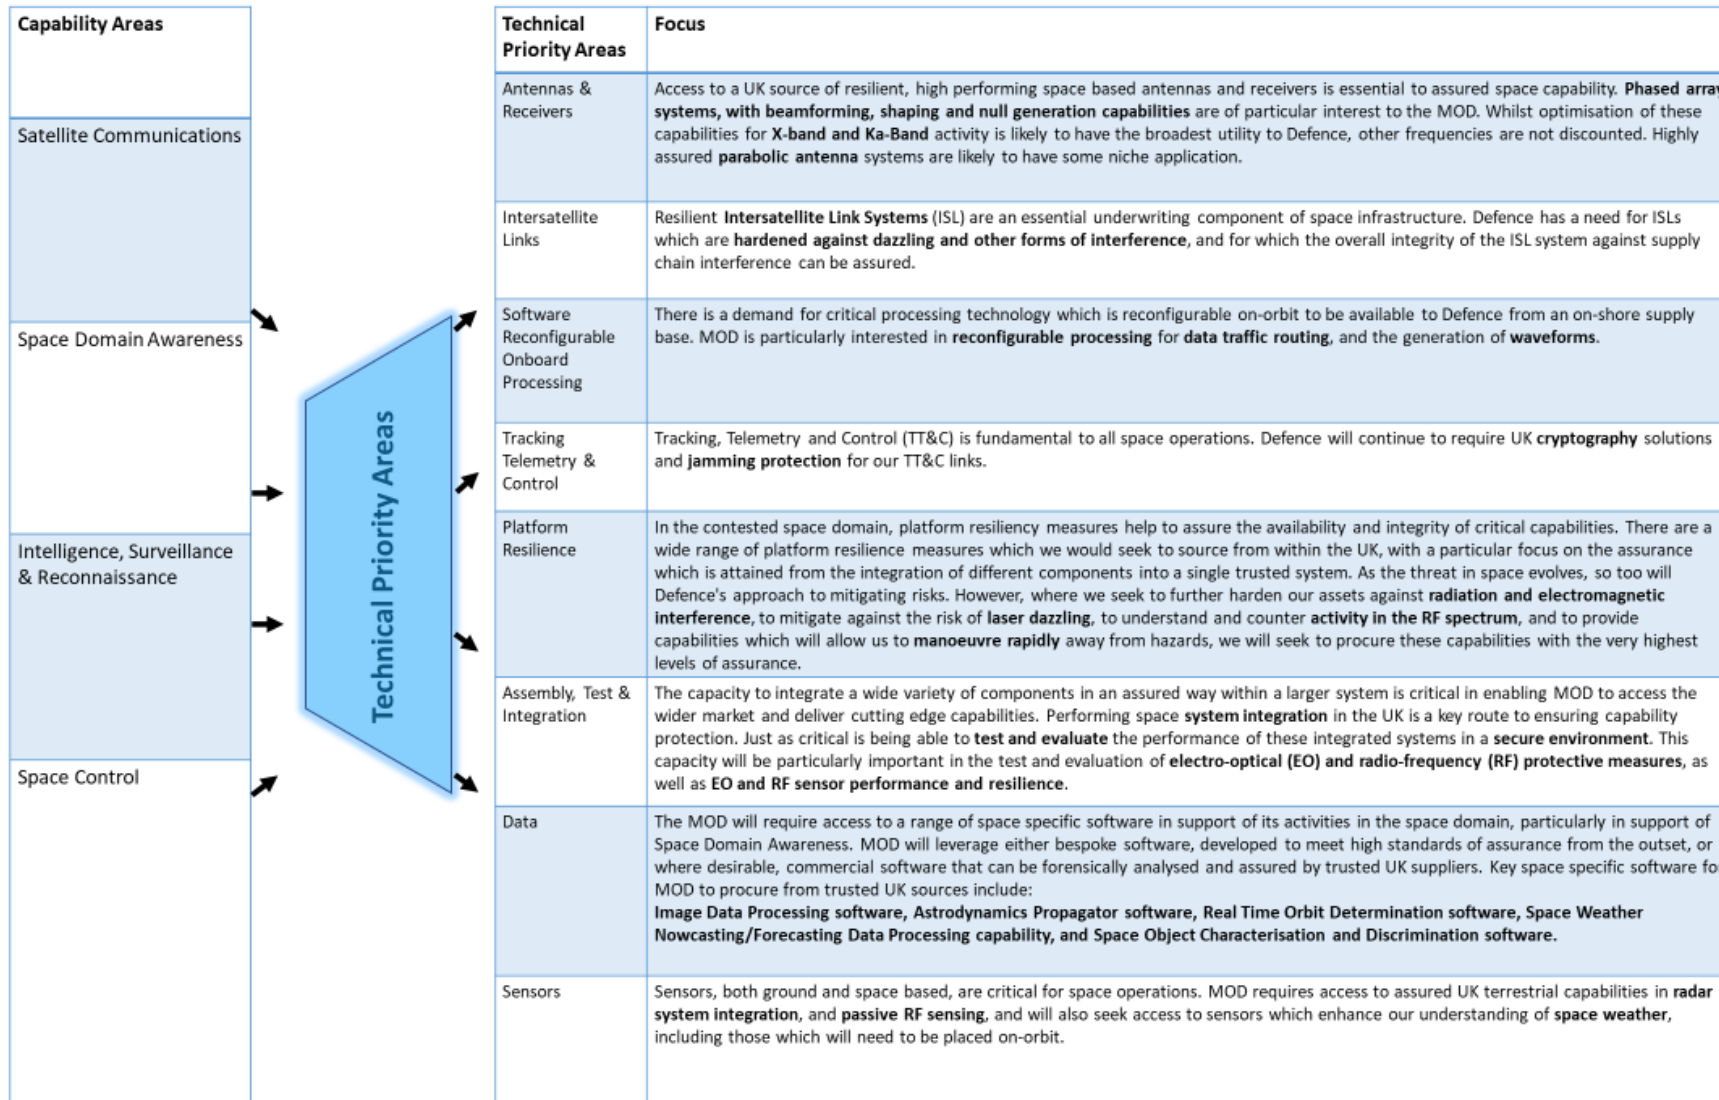 Capability Areas
Satellite Communications
Space Domain Awareness
Intelligence, Surveillance
& Reconnaissance
Space Control
Technical Priority Areas
Technical
Priority Areas
Focus
Antennas &
Receivers
Access to a UK source of resilient, high performing space based antennas and receivers is essential to assured space capability. Phased array
systems, with beamforming, shaping and null generation capabilities are of particular interest to the MOD. Whilst optimisation of these
capabilities for X-band and Ka-Band activity is likely to have the broadest utility to Defence, other frequencies are not discounted. Highly
assured parabolic antenna systems are likely to have some niche application.
Intersatellite
Links
Resilient Intersatellite Link Systems (ISL) are an essential underwriting component of space infrastructure. Defence has a need for ISLs
which are hardened against dazzling and other forms of interference, and for which the overall integrity of the ISL system against supply
chain interference can be assured.
Software
Reconfigurable
Onboard
Processing
There is a demand for critical processing technology which is reconfigurable on-orbit to be available to Defence from an on-shore supply
base. MOD is particularly interested in reconfigurable processing for data traffic routing, and the generation of waveforms.
Tracking
Telemetry &
Control
Tracking, Telemetry and Control (TT&C) is fundamental to all space operations. Defence will continue to require UK cryptography solutions
and jamming protection for our TT&C links.
Platform
Resilience
In the contested space domain, platform resiliency measures help to assure the availability and integrity of critical capabilities. There are a
wide range of platform resilience measures which we would seek to source from within the UK, with a particular focus on the assurance
which is attained from the integration of different components into a single trusted system. As the threat in space evolves, so too will
Defence's approach to mitigating risks. However, where we seek to further harden our assets against radiation and electromagnetic
interference, to mitigate against the risk of laser dazzling, to understand and counter activity in the RF spectrum, and to provide
capabilities which will allow us to manoeuvre rapidly away from hazards, we will seek to procure these capabilities with the very highest
levels of assurance.
Assembly, Test &
Integration
The capacity to integrate a wide variety of components in an assured way within a larger system is critical in enabling MOD to access the
wider market and deliver cutting edge capabilities. Performing space system integration in the UK is a key route to ensuring capability
protection. Just as critical is being able to test and evaluate the performance of these integrated systems in a secure environment. This
capacity will be particularly important in the test and evaluation of electro-optical (EO) and radio-frequency (RF) protective measures, as
well as EO and RF sensor performance and resilience.
Data
The MOD will require access to a range of space specific software in support of its activities in the space domain, particularly in support of
Space Domain Awareness. MOD will leverage either bespoke software, developed to meet high standards of assurance from the outset, or
where desirable, commercial software that can be forensically analysed and assured by trusted UK suppliers. Key space specific software fo
MOD to procure from trusted UK sources include:
Image Data Processing software, Astrodynamics Propagator software, Real Time Orbit Determination software, Space Weather
Nowcasting/Forecasting Data Processing capability, and Space Object Characterisation and Discrimination software.
Sensors
Sensors, both ground and space based, are critical for space operations. MOD requires access to assured UK terrestrial capabilities in radar
system integration, and passive RF sensing, and will also seek access to sensors which enhance our understanding of space weather,
including those which will need to be placed on-orbit.